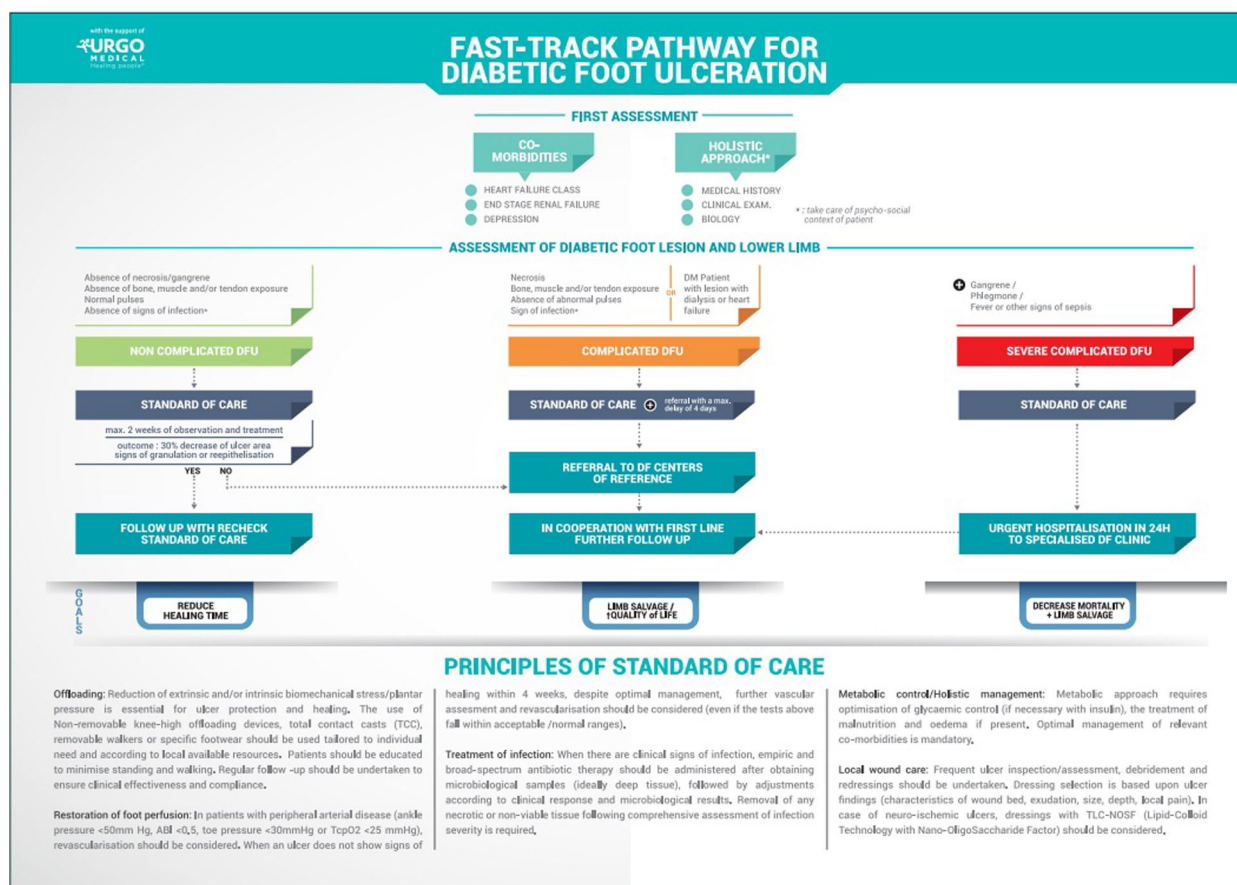 with the support of
URGO
MEDICAL
Healing people®
FAST-TRACK PATHWAY FOR
DIABETIC FOOT ULCERATION
FIRST ASSESSMENT
CO-
MORBIDITIES
HEART FAILURE CLASS
END STAGE RENAL FAILURE
DEPRESSION
HOLISTIC
APPROACH*
MEDICAL HISTORY
CLINICAL EXAM.
BIOLOGY
* : take care of psycho-social
context of patient
ASSESSMENT OF DIABETIC FOOT LESION AND LOWER LIMB
Absence of necrosis/gangrene
Absence of bone, muscle and/or tendon exposure
Normal pulses
Absence of signs of infection*
NON COMPLICATED DFU
STANDARD OF CARE
max. 2 weeks of observation and treatment
outcome : 30% decrease of ulcer area
signs of granulation or reepithelisation
YES NO
FOLLOW UP WITH RECHECK
STANDARD OF CARE
Necrosis
Bone, muscle and/or tendon exposure
Absence of abnormal pulses
Sign of infection*
OR
DM Patient
with lesion with
dialysis or heart
failure
COMPLICATED DFU
STANDARD OF CARE + referral with a max.
delay of 4 days
REFERRAL TO DF CENTERS
OF REFERENCE
IN COOPERATION WITH FIRST LINE
FURTHER FOLLOW UP
+ Gangrene /
Phlegmone /
Fever or other signs of sepsis
SEVERE COMPLICATED DFU
STANDARD OF CARE
URGENT HOSPITALISATION IN 24H
TO SPECIALISED DF CLINIC
GOALS
REDUCE
HEALING TIME
LIMB SALVAGE /
↑QUALITY of LIFE
DECREASE MORTALITY
+ LIMB SALVAGE
PRINCIPLES OF STANDARD OF CARE
Offloading: Reduction of extrinsic and/or intrinsic biomechanical stress/plantar
pressure is essential for ulcer protection and healing. The use of
Non-removable knee-high offloading devices, total contact casts (TCC),
removable walkers or specific footwear should be used tailored to individual
need and according to local available resources. Patients should be educated
to minimise standing and walking. Regular follow -up should be undertaken to
ensure clinical effectiveness and compliance.
Restoration of foot perfusion: In patients with peripheral arterial disease (ankle
pressure <50mm Hg, ABI <0,5, toe pressure <30mmHg or TcpO2 <25 mmHg),
revascularisation should be considered. When an ulcer does not show signs of
healing within 4 weeks, despite optimal management, further vascular
assesment and revascularisation should be considered (even if the tests above
fall within acceptable /normal ranges).
Treatment of infection: When there are clinical signs of infection, empiric and
broad-spectrum antibiotic therapy should be administered after obtaining
microbiological samples (ideally deep tissue), followed by adjustments
according to clinical response and microbiological results. Removal of any
necrotic or non-viable tissue following comprehensive assessment of infection
severity is required.
Metabolic control/Holistic management: Metabolic approach requires
optimisation of glycaemic control (if necessary with insulin), the treatment of
malnutrition and oedema if present. Optimal management of relevant
co-morbidities is mandatory.
Local wound care: Frequent ulcer inspection/assessment, debridement and
redressings should be undertaken. Dressing selection is based upon ulcer
findings (characteristics of wound bed, exudation, size, depth, local pain). In
case of neuro-ischemic ulcers, dressings with TLC-NOSF (Lipid-Colloid
Technology with Nano-OligoSaccharide Factor) should be considered.